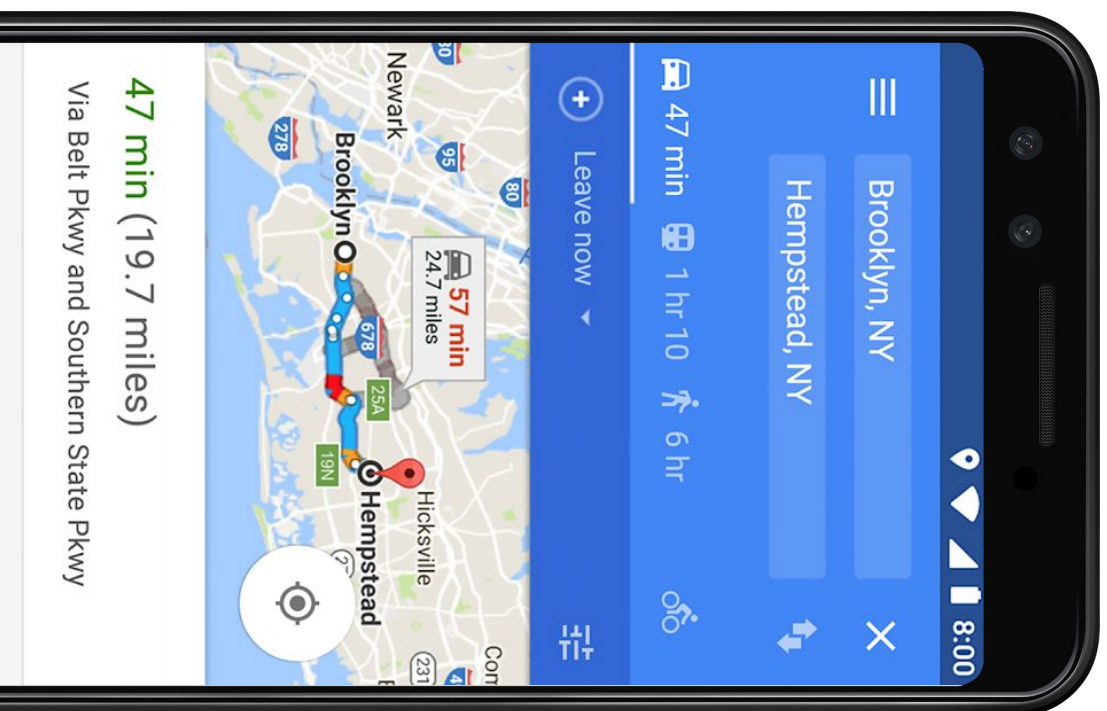 8:00
Brooklyn, NY
Hempstead, NY
47 min 1 hr 10 6 hr
Leave now
80
95
80
Newark
278
Brooklyn
57 min
24.7 miles
678
25A
19N
Hicksville
Hempstead
231
47 min (19.7 miles)
Via Belt Pkwy and Southern State Pkwy